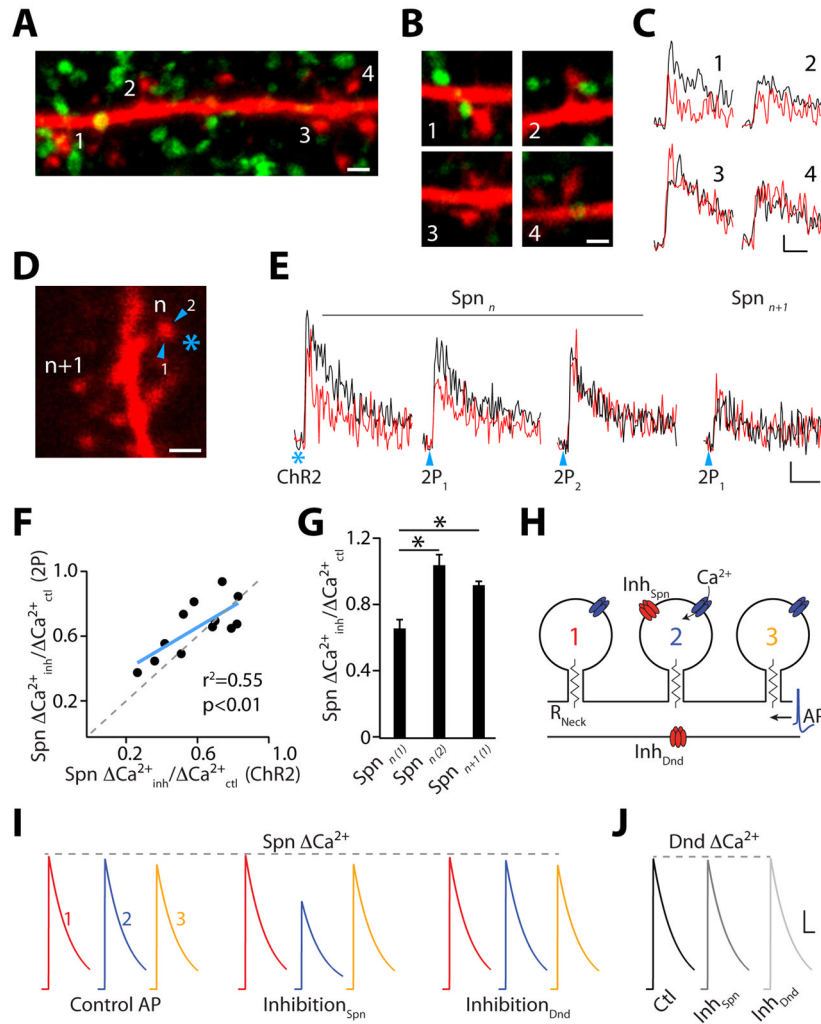 A
B
C
2
4
1
3
1
2
3
4
1
2
3
4
D
n
2
1
n+1
E
Spn n
Spn n+1
ChR2
2P1
2P2
2P1
F
Spn ΔCa2+inh/ΔCa2+ctl (2P)
1.0
0.6
0.2
r2=0.55
p<0.01
0.2
0.6
1.0
Spn ΔCa2+inh/ΔCa2+ctl (ChR2)
G
Spn ΔCa2+inh/ΔCa2+ctl
1.2
0.8
0.4
0
*
*
Spn n(1)
Spn n(2)
Spn n+1(1)
H
InhSpn
Ca2+
1
2
3
RNeck
AP
InhDnd
I
Spn ΔCa2+
1
2
3
Control AP
InhibitionSpn
InhibitionDnd
J
Dnd ΔCa2+
Ctl
InhSpn
InhDnd